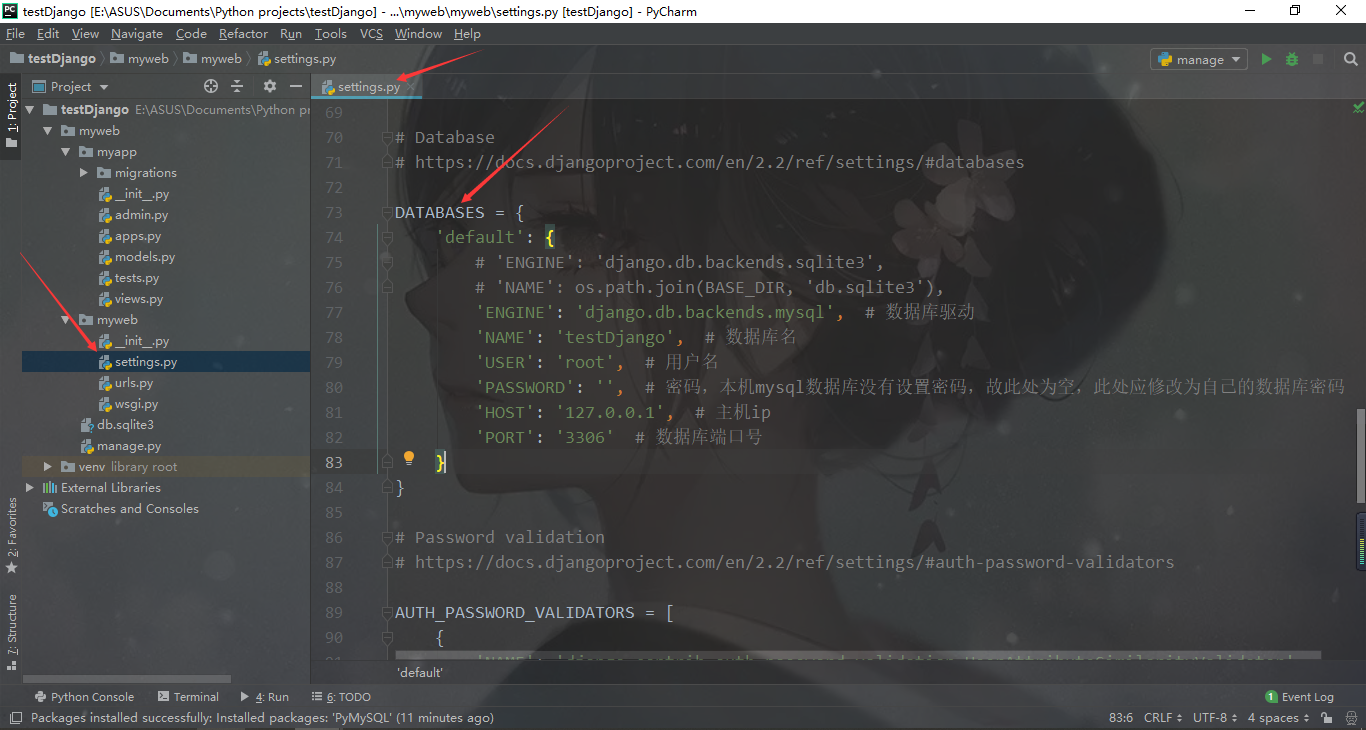 testDjango [E:\ASUS\Documents\Python projects\testDjango] - ...\myweb\myweb\settings.py [testDjango] - PyCharm
File Edit View Navigate Code Refactor Run Tools VCS Window Help
testDjango myweb myweb settings.py
manage
1: Project
Project
testDjango E:\ASUS\Documents\Python pr
myweb
myapp
migrations
__init__.py
admin.py
apps.py
models.py
tests.py
views.py
myweb
__init__.py
settings.py
urls.py
wsgi.py
db.sqlite3
manage.py
venv library root
External Libraries
Scratches and Consoles
2: Favorites
7: Structure
settings.py
69
70 # Database
71 # https://docs.djangoproject.com/en/2.2/ref/settings/#databases
72
73 DATABASES = {
74 'default': {
75 # 'ENGINE': 'django.db.backends.sqlite3',
76 # 'NAME': os.path.join(BASE_DIR, 'db.sqlite3'),
77 'ENGINE': 'django.db.backends.mysql', # 数据库驱动
78 'NAME': 'testDjango', # 数据库名
79 'USER': 'root', # 用户名
80 'PASSWORD': '', # 密码，本机mysql数据库没有设置密码，故此处为空，此处应修改为自己的数据库密码
81 'HOST': '127.0.0.1', # 主机ip
82 'PORT': '3306' # 数据库端口号
83 }
84 }
85
86 # Password validation
87 # https://docs.djangoproject.com/en/2.2/ref/settings/#auth-password-validators
88
89 AUTH_PASSWORD_VALIDATORS = [
90 {
'default'
Python Console Terminal 4: Run 6: TODO
1 Event Log
Packages installed successfully: Installed packages: 'PyMySQL' (11 minutes ago)
83:6 CRLF UTF-8 4 spaces